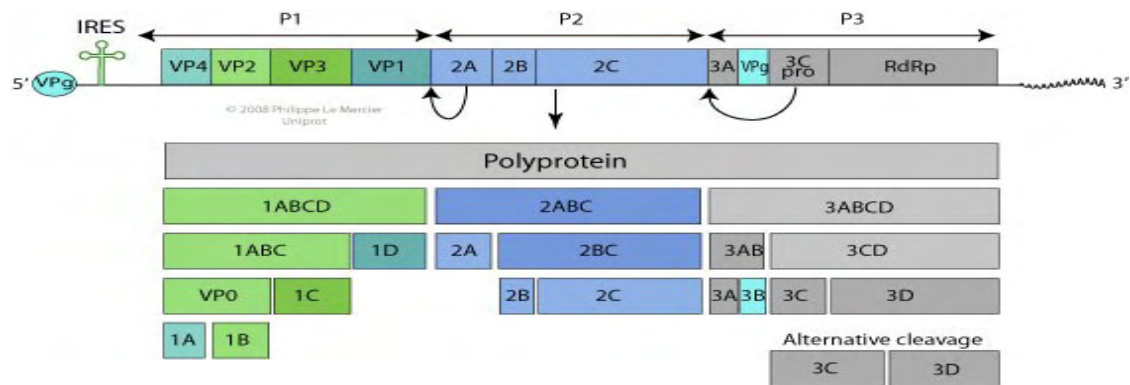 P1 P2 P3
IRES
5' VPg VP4 VP2 VP3 VP1 2A 2B 2C 3A VPg 3C pro RdRp 3'
© 2008 Philippe Le Mercier
Uniprot
Polyprotein
1ABCD 2ABC 3ABCD
1ABC 1D 2A 2BC 3AB 3CD
VP0 1C 2B 2C 3A 3B 3C 3D
1A 1B
Alternative cleavage
3C 3D